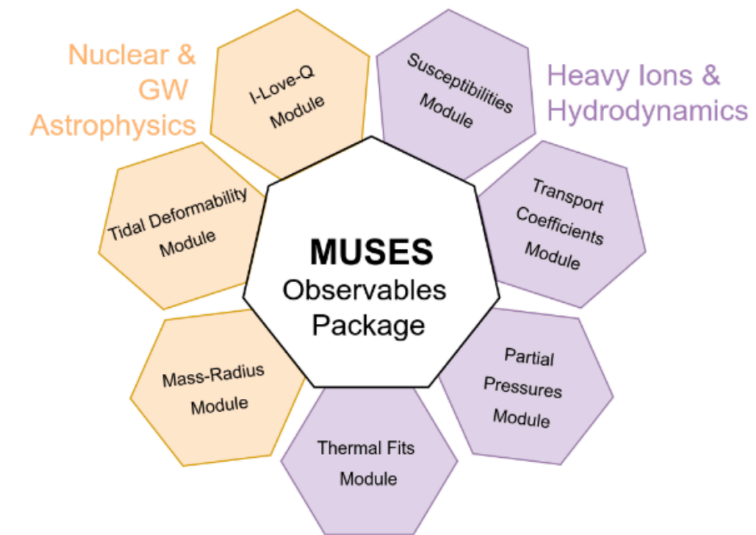 Nuclear &
GW
Astrophysics
I-Love-Q
Module
Susceptibilities
Module
Heavy Ions &
Hydrodynamics
Tidal Deformability
Module
Transport
Coefficients
Module
MUSES
Observables
Package
Mass-Radius
Module
Partial
Pressures
Module
Thermal Fits
Module